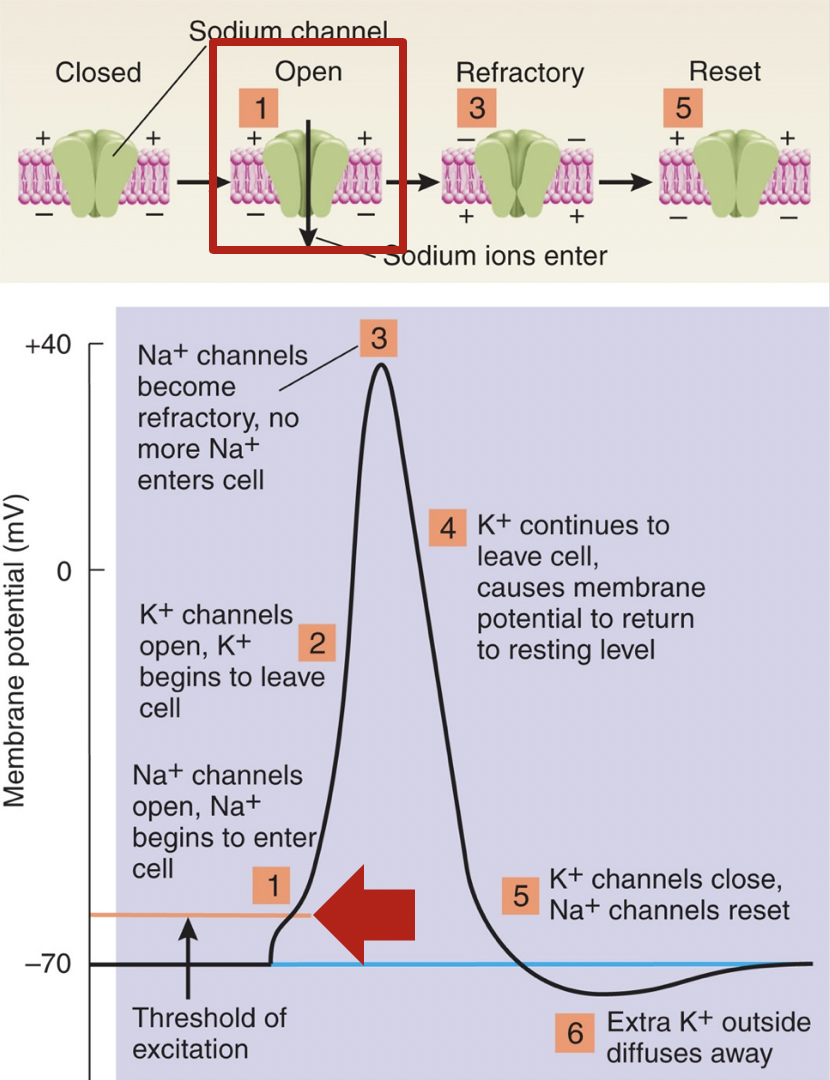 Sodium channel
Closed
Open
Refractory
Reset
1
3
5
+ +
+ +
− −
+ +
− −
− −
+ +
− −
Sodium ions enter
+40
3
Na+ channels
become
refractory, no
more Na+
enters cell
4
K+ continues to
leave cell,
causes membrane
potential to return
to resting level
Membrane potential (mV)
0
K+ channels
open, K+
begins to leave
cell
2
Na+ channels
open, Na+
begins to enter
cell
1
5
K+ channels close,
Na+ channels reset
−70
Threshold of
excitation
6
Extra K+ outside
diffuses away